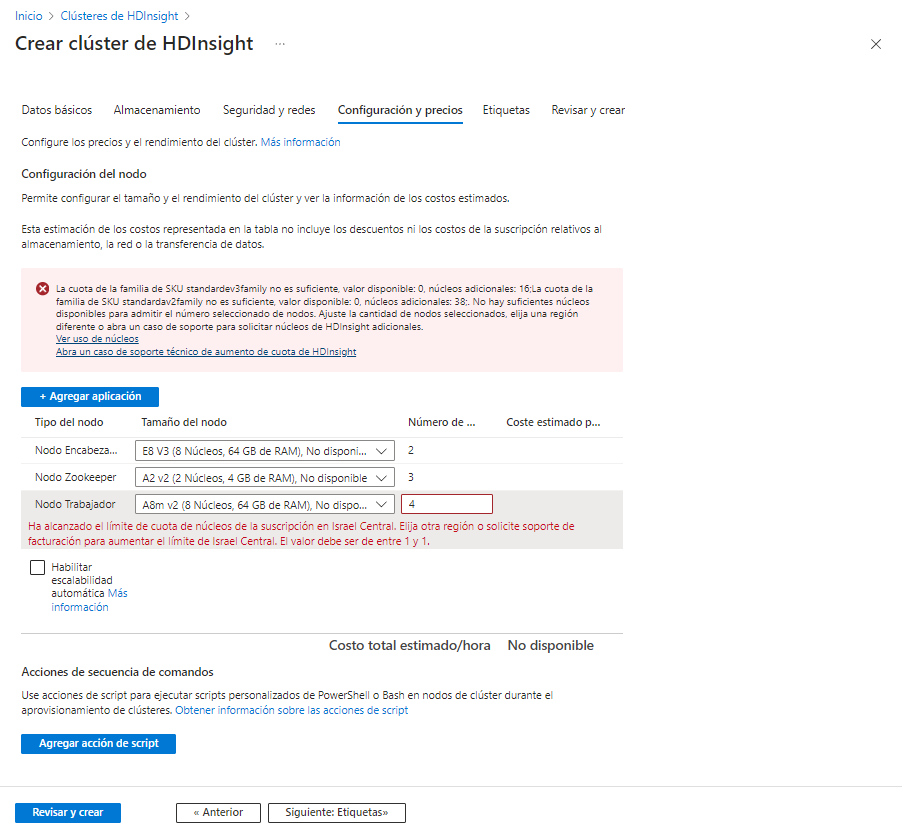 Inicio > Clústeres de HDInsight >
Crear clúster de HDInsight ...
Datos básicos Almacenamiento Seguridad y redes Configuración y precios Etiquetas Revisar y crear
Configure los precios y el rendimiento del clúster. Más información
Configuración del nodo
Permite configurar el tamaño y el rendimiento del clúster y ver la información de los costos estimados.
Esta estimación de los costos representada en la tabla no incluye los descuentos ni los costos de la suscripción relativos al
almacenamiento, la red o la transferencia de datos.
La cuota de la familia de SKU standardev3family no es suficiente, valor disponible: 0, núcleos adicionales: 16;La cuota de la
familia de SKU standardav2family no es suficiente, valor disponible: 0, núcleos adicionales: 38;. No hay suficientes núcleos
disponibles para admitir el número seleccionado de nodos. Ajuste la cantidad de nodos seleccionados, elija una región
diferente o abra un caso de soporte para solicitar núcleos de HDInsight adicionales.
Ver uso de núcleos
Abra un caso de soporte técnico de aumento de cuota de HDInsight
+ Agregar aplicación
Tipo del nodo Tamaño del nodo Número de ... Coste estimado p...
Nodo Encabeza... E8 V3 (8 Núcleos, 64 GB de RAM), No disponi... 2
Nodo Zookeeper A2 v2 (2 Núcleos, 4 GB de RAM), No disponible 3
Nodo Trabajador A8m v2 (8 Núcleos, 64 GB de RAM), No dispo... 4
Ha alcanzado el límite de cuota de núcleos de la suscripción en Israel Central. Elija otra región o solicite soporte de
facturación para aumentar el límite de Israel Central. El valor debe ser de entre 1 y 1.
Habilitar
escalabilidad
automática Más
información
Costo total estimado/hora No disponible
Acciones de secuencia de comandos
Use acciones de script para ejecutar scripts personalizados de PowerShell o Bash en nodos de clúster durante el
aprovisionamiento de clústeres. Obtener información sobre las acciones de script
Agregar acción de script
Revisar y crear « Anterior Siguiente: Etiquetas»